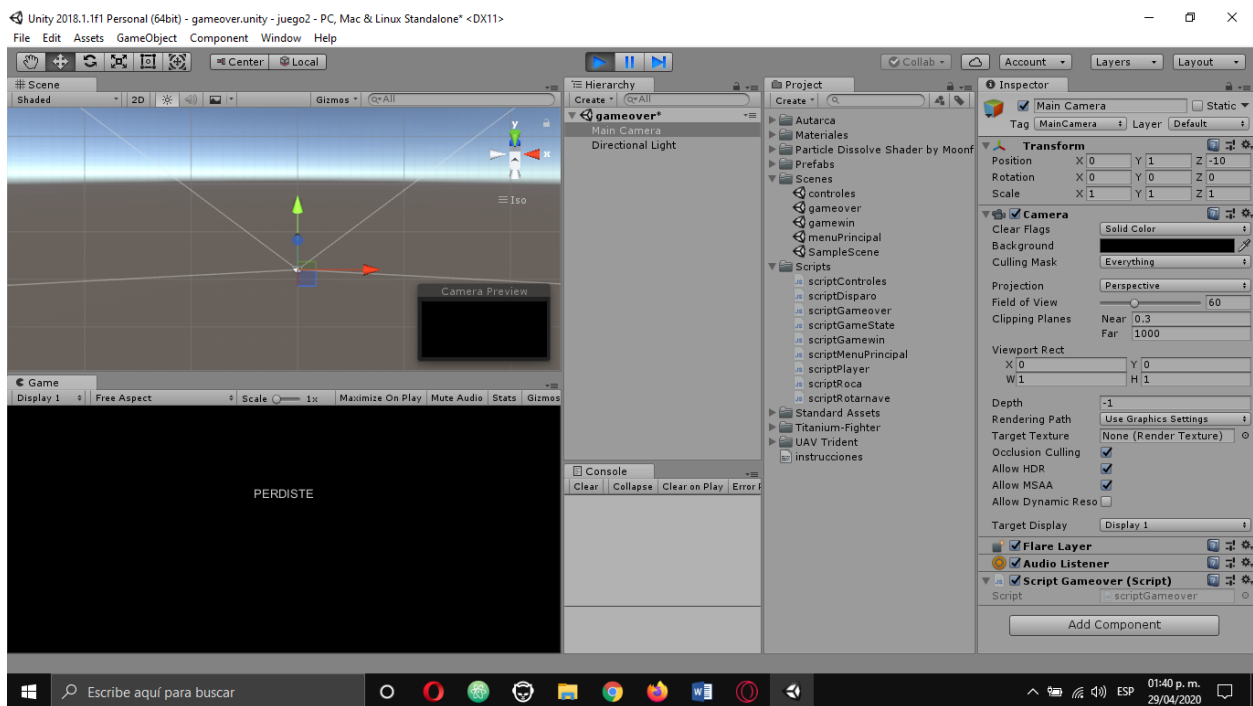 Unity 2018.1.1f1 Personal (64bit) - gameover.unity - juego2 - PC, Mac & Linux Standalone* <DX11>
File Edit Assets GameObject Component Window Help
Center Local
Collab Account Layers Layout
Scene
Shaded 2D Gizmos All
y
x
Iso
Camera Preview
Game
Display 1 Free Aspect Scale 1x Maximize On Play Mute Audio Stats Gizmos
PERDISTE
Hierarchy
Create All
gameover*
Main Camera
Directional Light
Console
Clear Collapse Clear on Play Error
Project
Create
Autarca
Materiales
Particle Dissolve Shader by Moonf
Prefabs
Scenes
controles
gameover
gamewin
menuPrincipal
SampleScene
Scripts
scriptControles
scriptDisparo
scriptGameover
scriptGameState
scriptGamewin
scriptMenuPrincipal
scriptPlayer
scriptRoca
scriptRotarnave
Standard Assets
Titanium-Fighter
UAV Trident
instrucciones
Inspector
Main Camera Static
Tag MainCamera Layer Default
Transform
Position X 0 Y 1 Z -10
Rotation X 0 Y 0 Z 0
Scale X 1 Y 1 Z 1
Camera
Clear Flags Solid Color
Background
Culling Mask Everything
Projection Perspective
Field of View 60
Clipping Planes Near 0.3
Far 1000
Viewport Rect
X 0 Y 0
W 1 H 1
Depth -1
Rendering Path Use Graphics Settings
Target Texture None (Render Texture)
Occlusion Culling
Allow HDR
Allow MSAA
Allow Dynamic Reso
Target Display Display 1
Flare Layer
Audio Listener
Script Gameover (Script)
Script scriptGameover
Add Component
Escribe aquí para buscar
ESP
01:40 p. m.
29/04/2020